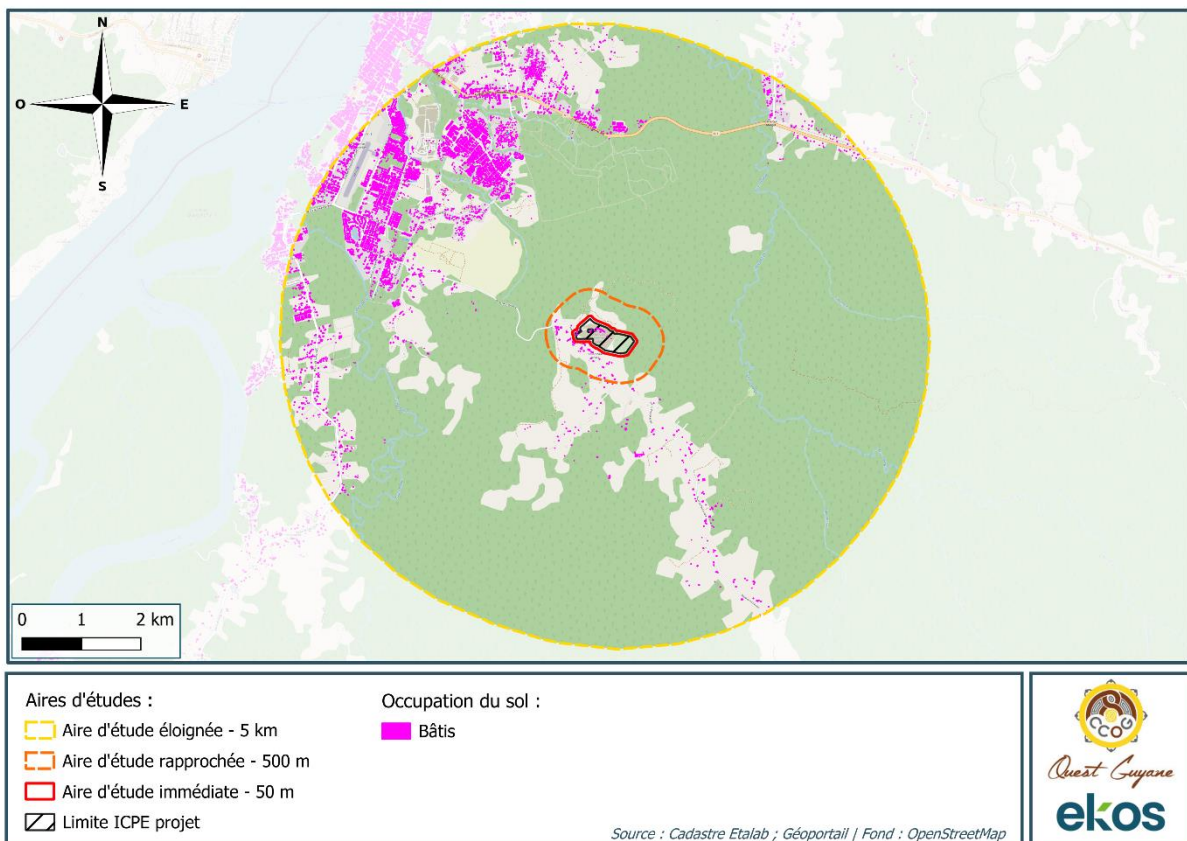 N
O
E
S
0 1 2 km
Aires d'études :
Aire d'étude éloignée - 5 km
Aire d'étude rapprochée - 500 m
Aire d'étude immédiate - 50 m
Limite ICPE projet
Occupation du sol :
Bâtis
Source : Cadastre Etalab ; Géoportail | Fond : OpenStreetMap
CCOG
Ouest Guyane
ekos